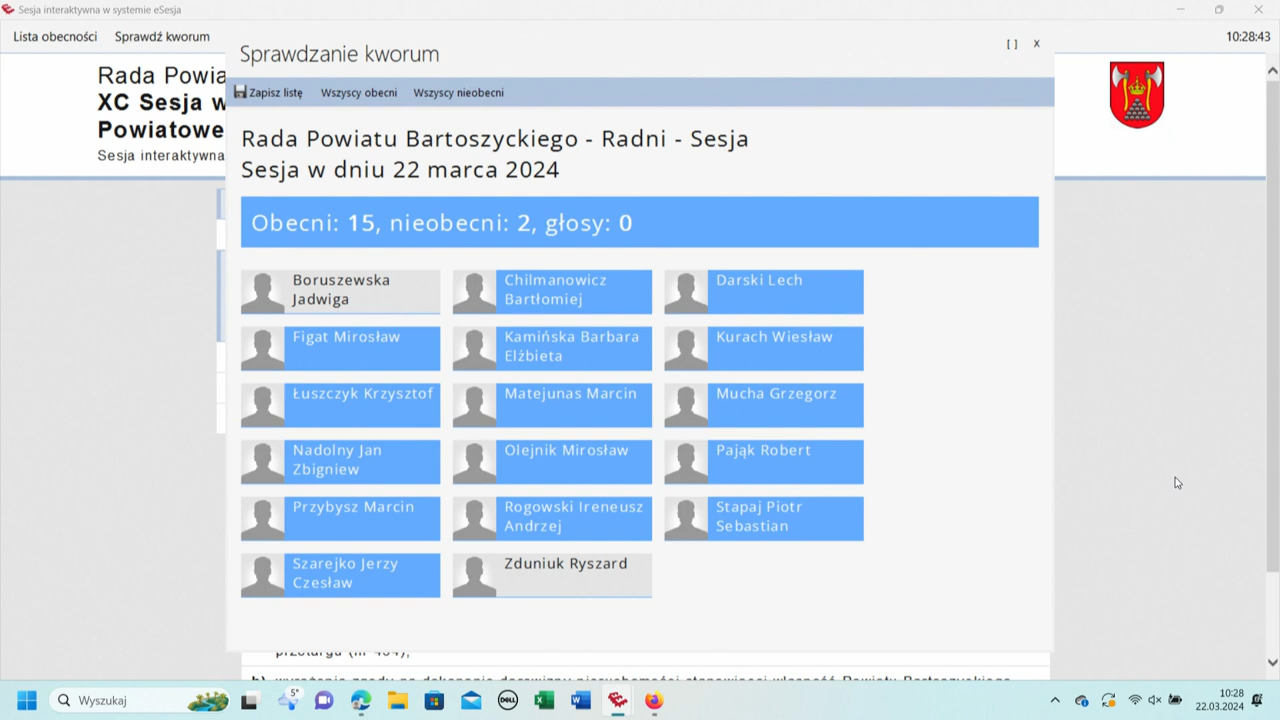 Sesja interaktywna w systemie eSesja
Lista obecności Sprawdź kworum 10:28:43
Rada Powia
XC Sesja w
Powiatowe
Sesja interaktywna
Sprawdzanie kworum
[ ] x
Zapisz listę Wszyscy obecni Wszyscy nieobecni
Rada Powiatu Bartoszyckiego - Radni - Sesja
Sesja w dniu 22 marca 2024
Obecni: 15, nieobecni: 2, głosy: 0
Boruszewska
Jadwiga
Chilmanowicz
Bartłomiej
Darski Lech
Figat Mirosław
Kamińska Barbara
Elżbieta
Kurach Wiesław
Łuszczyk Krzysztof
Matejunas Marcin
Mucha Grzegorz
Nadolny Jan
Zbigniew
Olejnik Mirosław
Pająk Robert
Przybysz Marcin
Rogowski Ireneusz
Andrzej
Stapaj Piotr
Sebastian
Szarejko Jerzy
Czesław
Zduniuk Ryszard
Wyszukaj
5°
DELL
10:28
22.03.2024